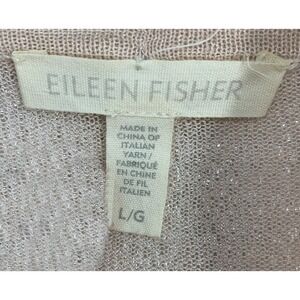 EILEEN FISHER
MADE IN
CHINA OF
ITALIAN
YARN/
FABRIQUÉ
EN CHINE
DE FIL
ITALIEN
L/G